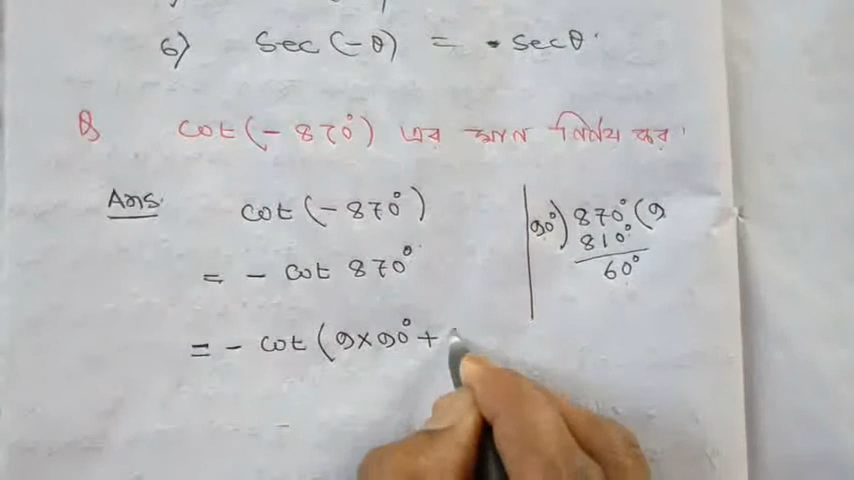 6) Sec (-θ) = secθ.
Q cot (- 870°) এর মান নির্ণয় কর।
Ans. cot (- 870°)
= - cot 870°
= - cot (9×90° +
90°) 870° (9
810°
60°